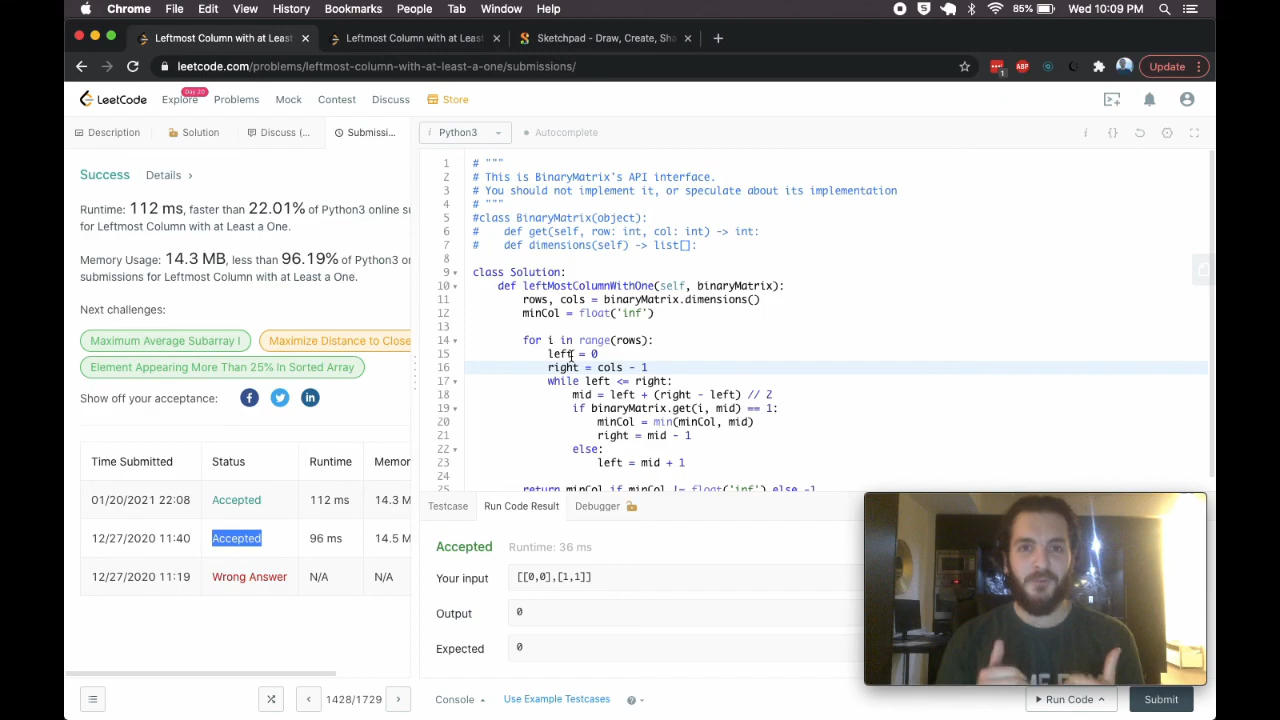 Chrome File Edit View History Bookmarks People Tab Window Help 85% Wed 10:09 PM
Leetmost Column with at Least × Leftmost Column with at Least × Sketchpad - Draw, Create, Sha × +
leetcode.com/problems/leftmost-column-with-at-least-a-one/submissions/ 1 ABP Update
LeetCode Explore Day 20 Problems Mock Contest Discuss Store
Description Solution Discuss (... Submissi... i Python3 Autocomplete i {}
Success Details >
Runtime: 112 ms, faster than 22.01% of Python3 online su
for Leftmost Column with at Least a One.
Memory Usage: 14.3 MB, less than 96.19% of Python3 o
submissions for Leftmost Column with at Least a One.
Next challenges:
Maximum Average Subarray I Maximize Distance to Close
Element Appearing More Than 25% In Sorted Array
Show off your acceptance:
Time Submitted Status Runtime Memor
01/20/2021 22:08 Accepted 112 ms 14.3 M
12/27/2020 11:40 Accepted 96 ms 14.5 M
12/27/2020 11:19 Wrong Answer N/A N/A
1428/1729
1 # """
2 # This is BinaryMatrix's API interface.
3 # You should not implement it, or speculate about its implementation
4 # """
5 #class BinaryMatrix(object):
6 #    def get(self, row: int, col: int) -> int:
7 #    def dimensions(self) -> list[]:
8
9 class Solution:
10 def leftMostColumnWithOne(self, binaryMatrix):
11 rows, cols = binaryMatrix.dimensions()
12 minCol = float('inf')
13
14 for i in range(rows):
15 left = 0
16 right = cols - 1
17 while left <= right:
18 mid = left + (right - left) // 2
19 if binaryMatrix.get(i, mid) == 1:
20 minCol = min(minCol, mid)
21 right = mid - 1
22 else:
23 left = mid + 1
24
25 return minCol if minCol != float('inf') else -1
Testcase Run Code Result Debugger
Accepted Runtime: 36 ms
Your input [[0,0],[1,1]]
Output 0
Expected 0
Console Use Example Testcases ? Run Code Submit